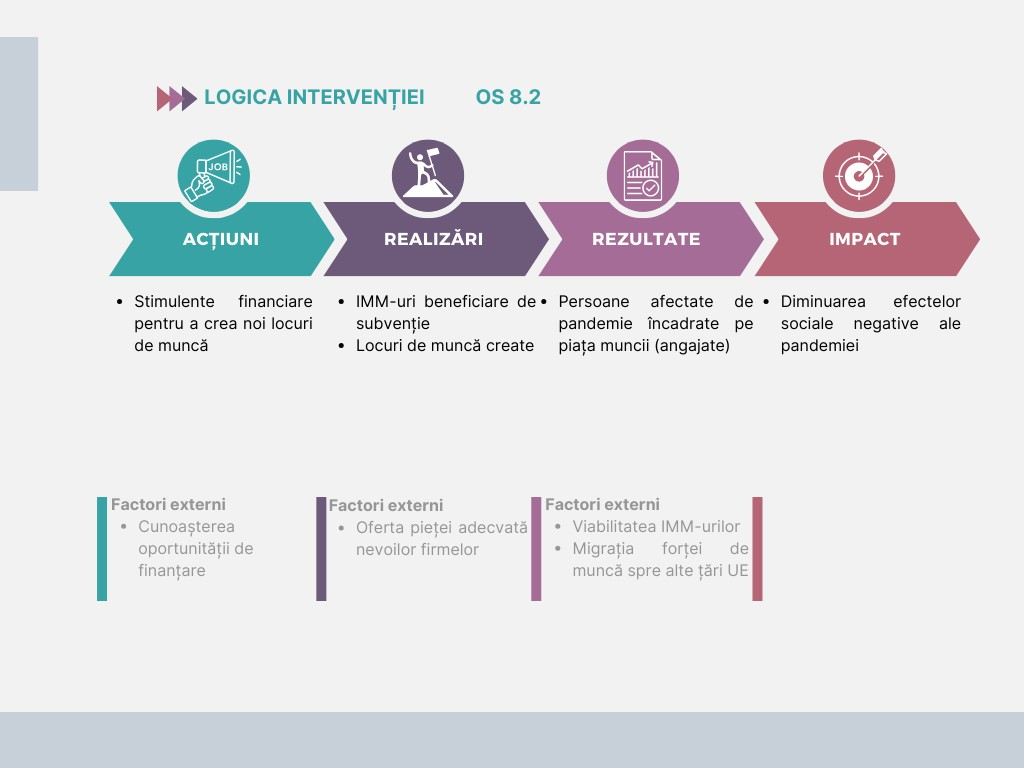 LOGICA INTERVENȚIEI OS 8.2
JOB
ACȚIUNI
REALIZĂRI
REZULTATE
IMPACT
• Stimulente financiare
pentru a crea noi locuri
de muncă
• IMM-uri beneficiare de
subvenție
• Locuri de muncă create
• Persoane afectate de
pandemie încadrate pe
piața muncii (angajate)
• Diminuarea efectelor
sociale negative ale
pandemiei
Factori externi
• Cunoașterea
oportunității de
finanțare
Factori externi
• Oferta pieței adecvată
nevoilor firmelor
Factori externi
• Viabilitatea IMM-urilor
• Migrația forței de
muncă spre alte țări UE